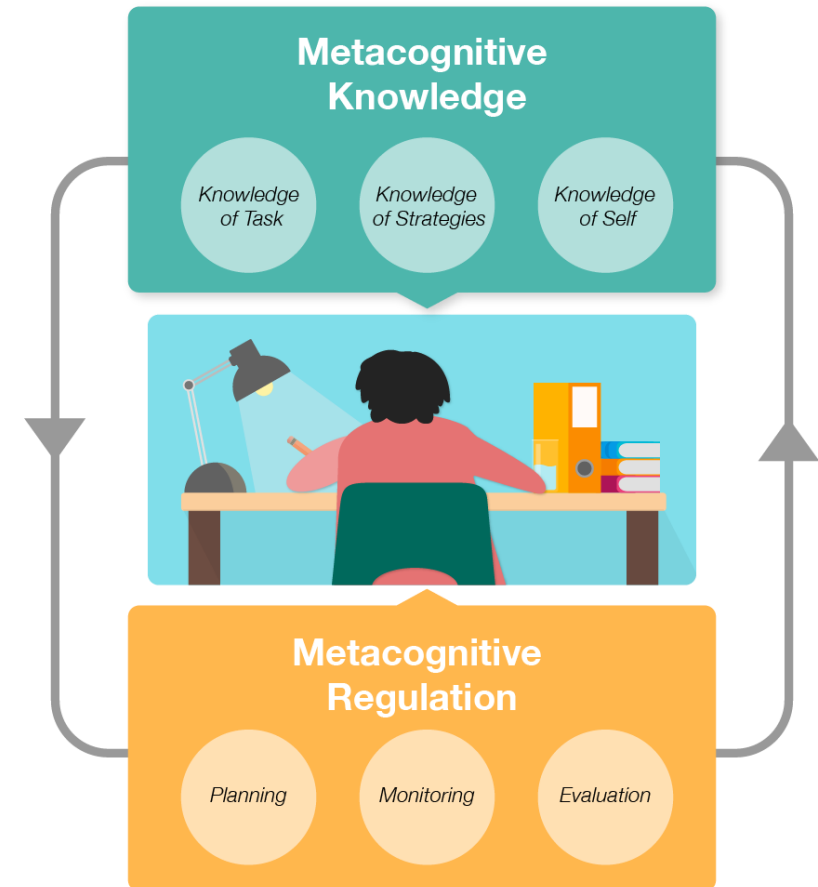 Metacognitive
Knowledge
Knowledge
of Task
Knowledge
of Strategies
Knowledge
of Self
Metacognitive
Regulation
Planning
Monitoring
Evaluation